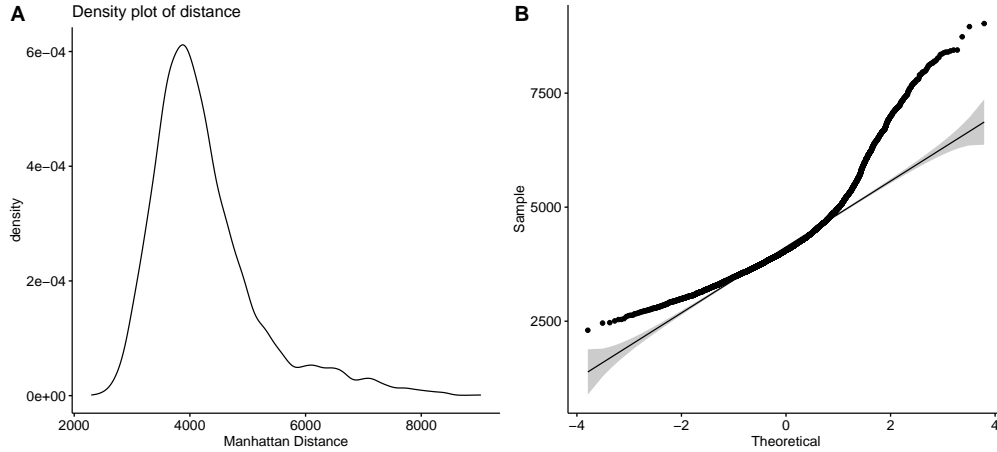 A
Density plot of distance
6e−04
4e−04
2e−04
0e+00
density
2000 4000 6000 8000
Manhattan Distance
B
7500
5000
2500
Sample
−4 −2 0 2 4
Theoretical